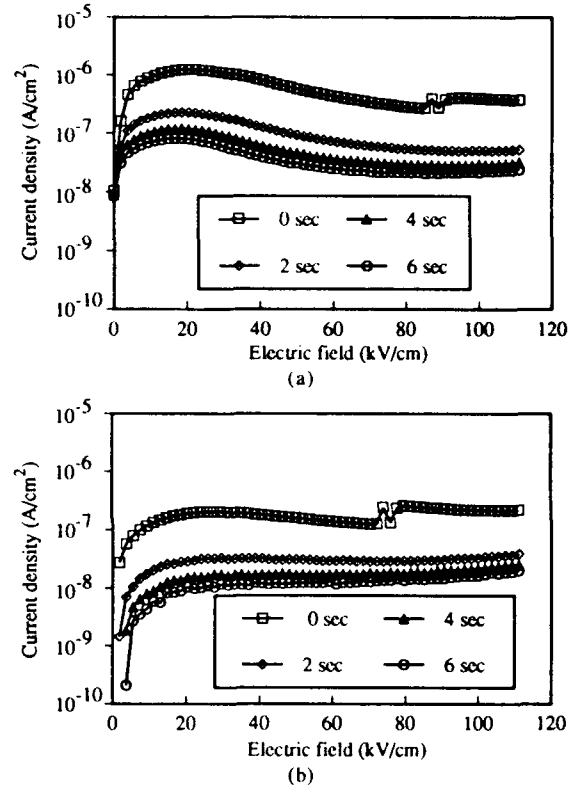 10^-5
10^-6
10^-7
10^-8
10^-9
10^-10
Current density (A/cm^2)
0 sec
4 sec
2 sec
6 sec
0 20 40 60 80 100 120
Electric field (kV/cm)
(a)
10^-5
10^-6
10^-7
10^-8
10^-9
10^-10
Current density (A/cm^2)
0 sec
4 sec
2 sec
6 sec
0 20 40 60 80 100 120
Electric field (kV/cm)
(b)